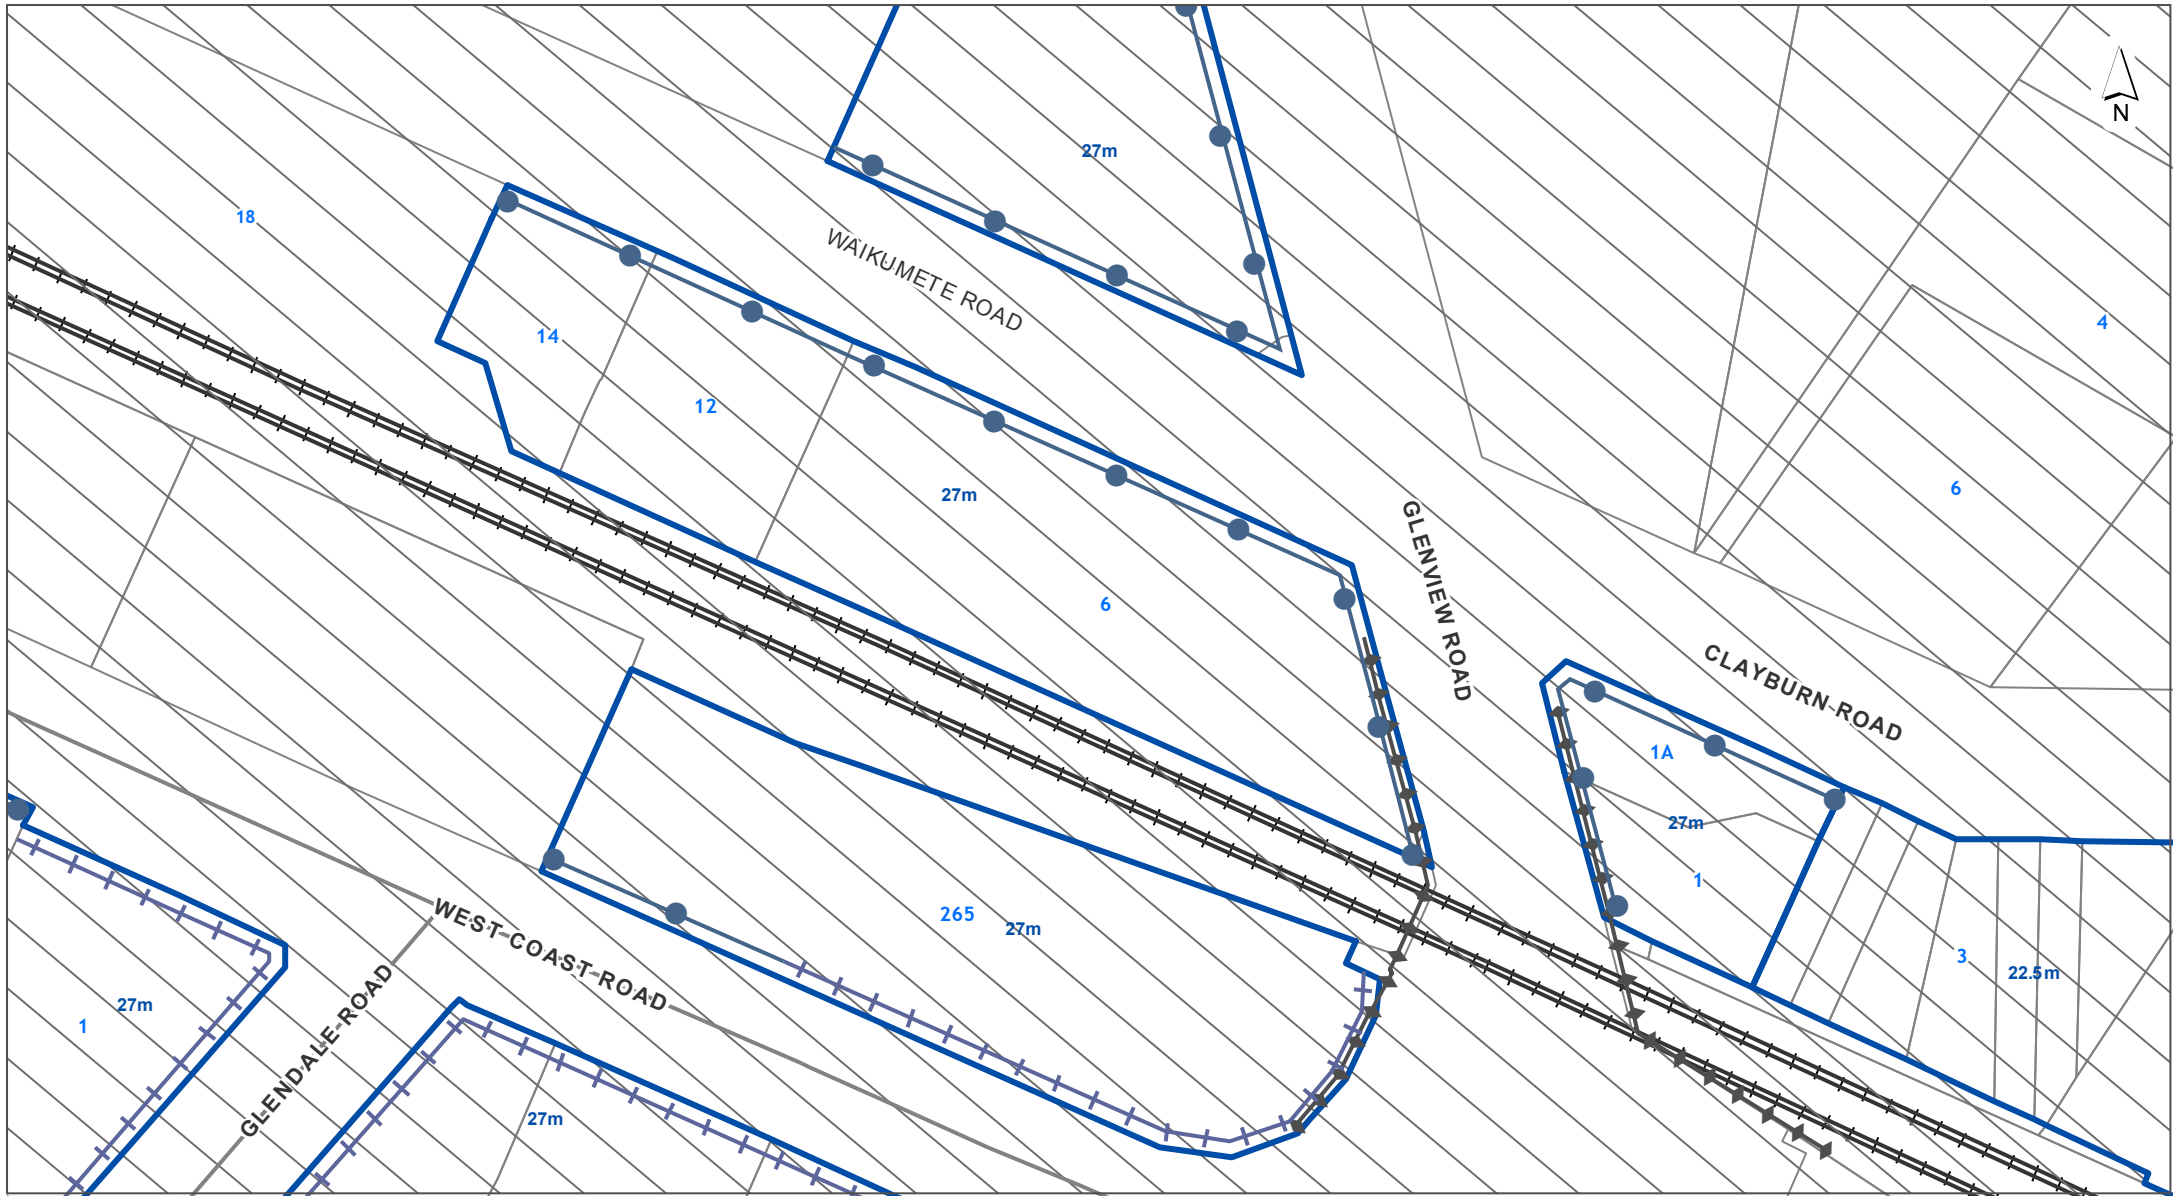 N
27m
18
WAIKUMETE ROAD
4
14
12
27m
6
GLENVIEW ROAD
6
CLAYBURN ROAD
1A
27m
1
265
27m
WEST COAST ROAD
3
22.5m
27m
1
GLENDALE ROAD
27m